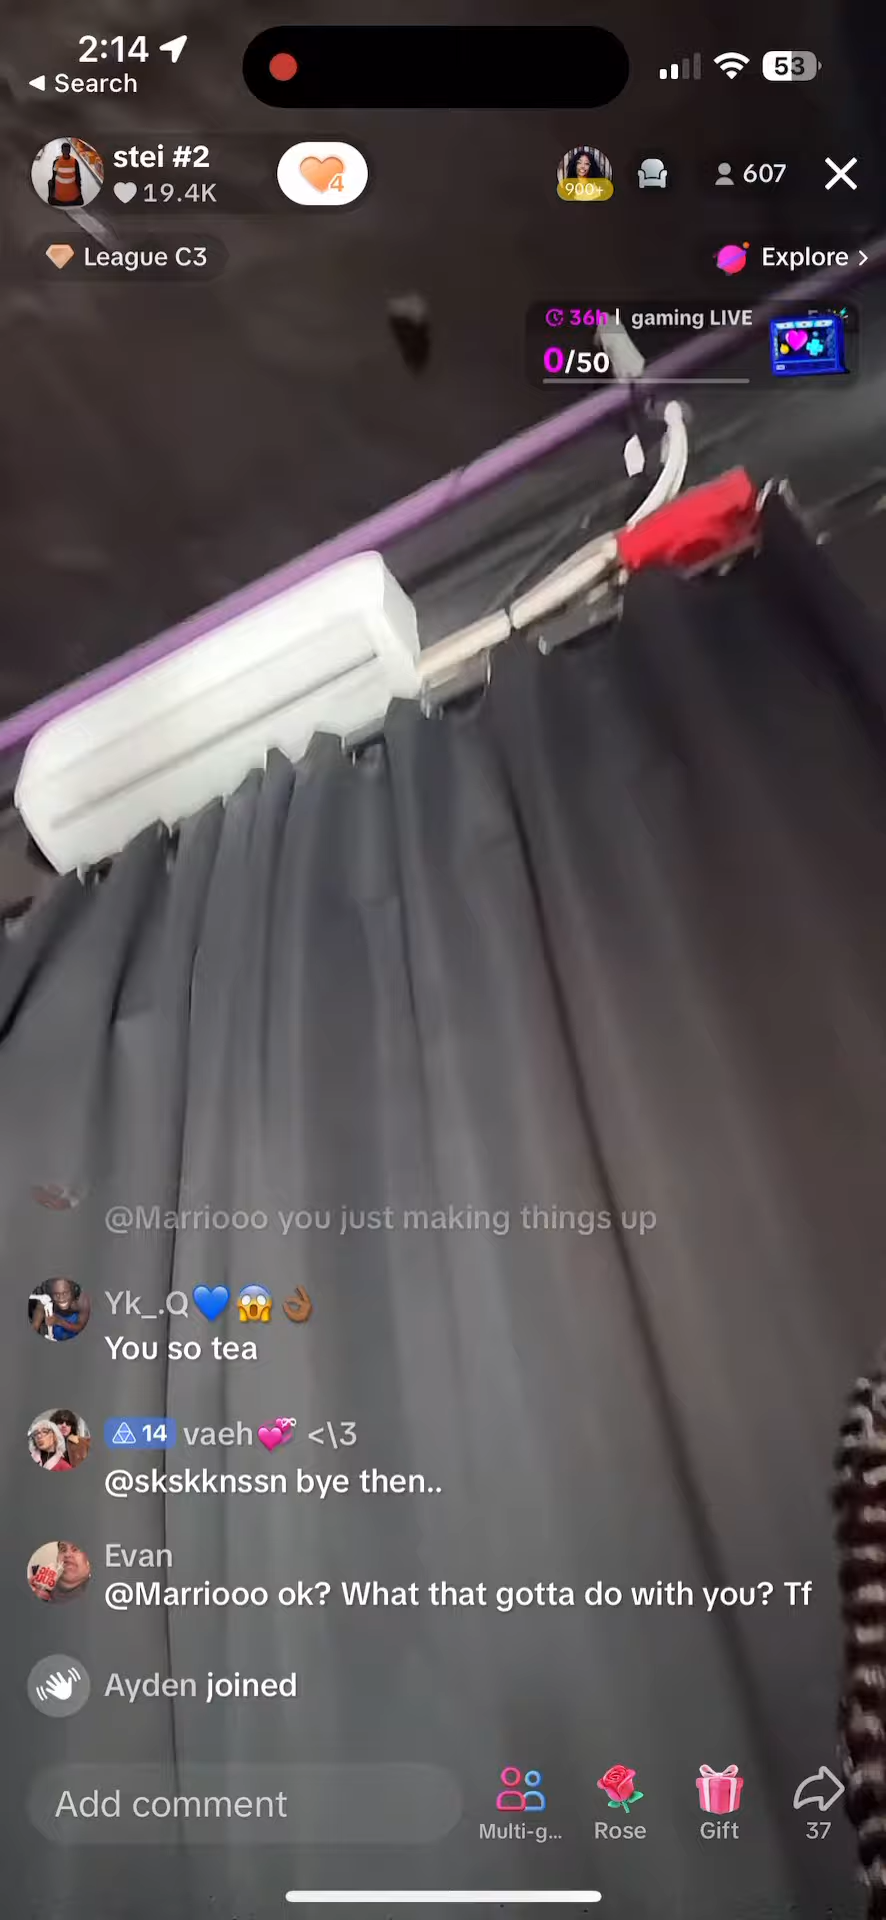 2:14
53
◀ Search
stei #2
19.4K
4
900+
607
League C3
Explore >
36h | gaming LIVE
0/50
@Marriooo you just making things up
Yk_.Q💙😱👌🏾
You so tea
14 vaeh💞 <\3
@skskknssn bye then..
Evan
@Marriooo ok? What that gotta do with you? Tf
Ayden joined
Add comment
Multi-g...
Rose
Gift
37